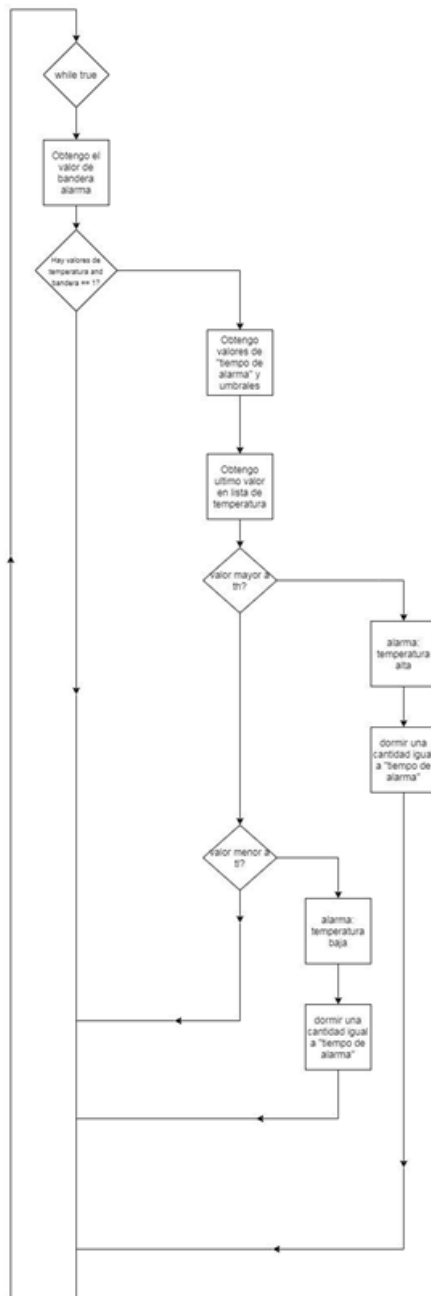 while true
Obtengo el
valor de
bandera
alarma
Hay valores de
temperatura and
bandera == 1?
Obtengo
valores de
"tiempo de
alarma" y
umbrales
Obtengo
ultimo valor
en lista de
temperatura
valor mayor a
th?
alarma:
temperatura
alta
dormir una
cantidad igual
a "tiempo de
alarma"
valor menor a
tl?
alarma:
temperatura
baja
dormir una
cantidad igual
a "tiempo de
alarma"